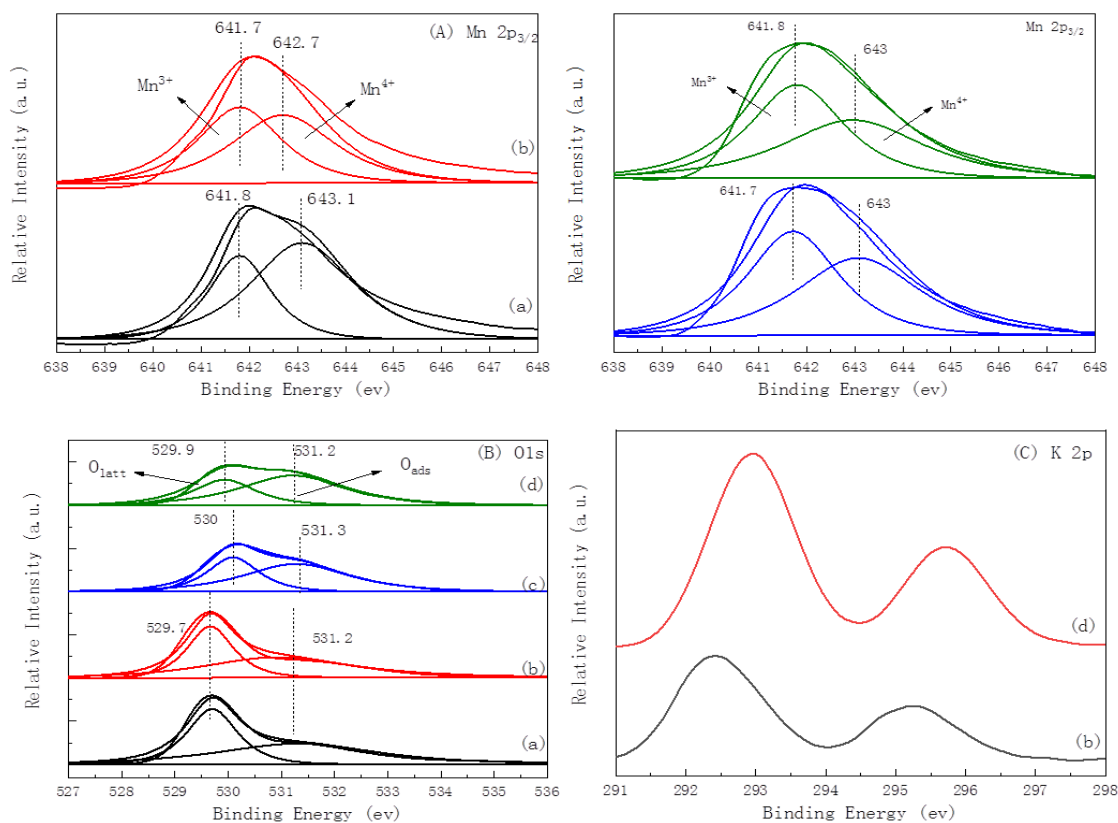 641.7
642.7
(A) Mn 2p3/2
Mn3+
Mn4+
(b)
641.8
643.1
(a)
638 639 640 641 642 643 644 645 646 647 648
Binding Energy (ev)
Relative Intensity (a.u.)
641.8
643
Mn 2p3/2
Mn3+
Mn4+
641.7
643
638 639 640 641 642 643 644 645 646 647 648
Binding Energy (ev)
Relative Intensity (a.u.)
529.9
531.2
(B) O1s
Olatt
Oads
(d)
530
531.3
(c)
529.7
531.2
(b)
(a)
527 528 529 530 531 532 533 534 535 536
Binding Energy (ev)
Relative Intensity (a.u.)
(C) K 2p
(d)
(b)
291 292 293 294 295 296 297 298
Binding Energy (ev)
Relative Intensity (a.u.)